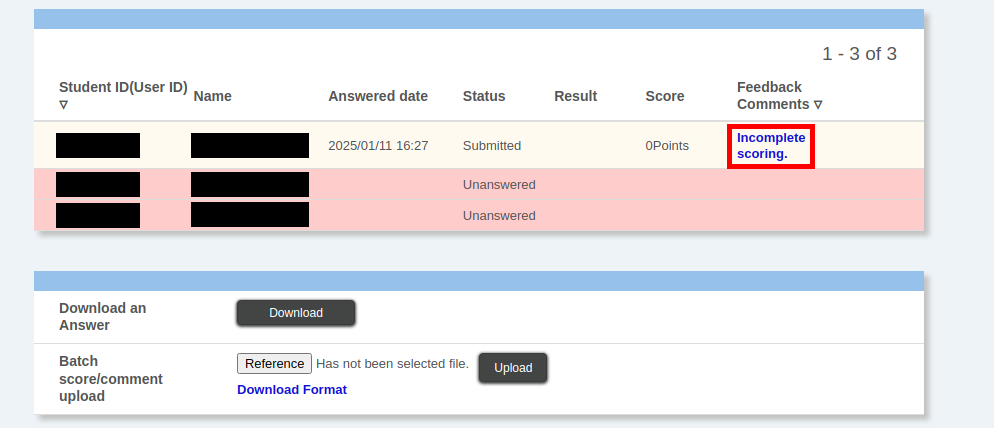 1 - 3 of 3
Student ID(User ID) ▽ Name Answered date Status Result Score Feedback Comments ▽
2025/01/11 16:27 Submitted 0Points Incomplete scoring.
Unanswered
Unanswered
Download an Answer Download
Batch score/comment upload Reference Has not been selected file. Upload
Download Format